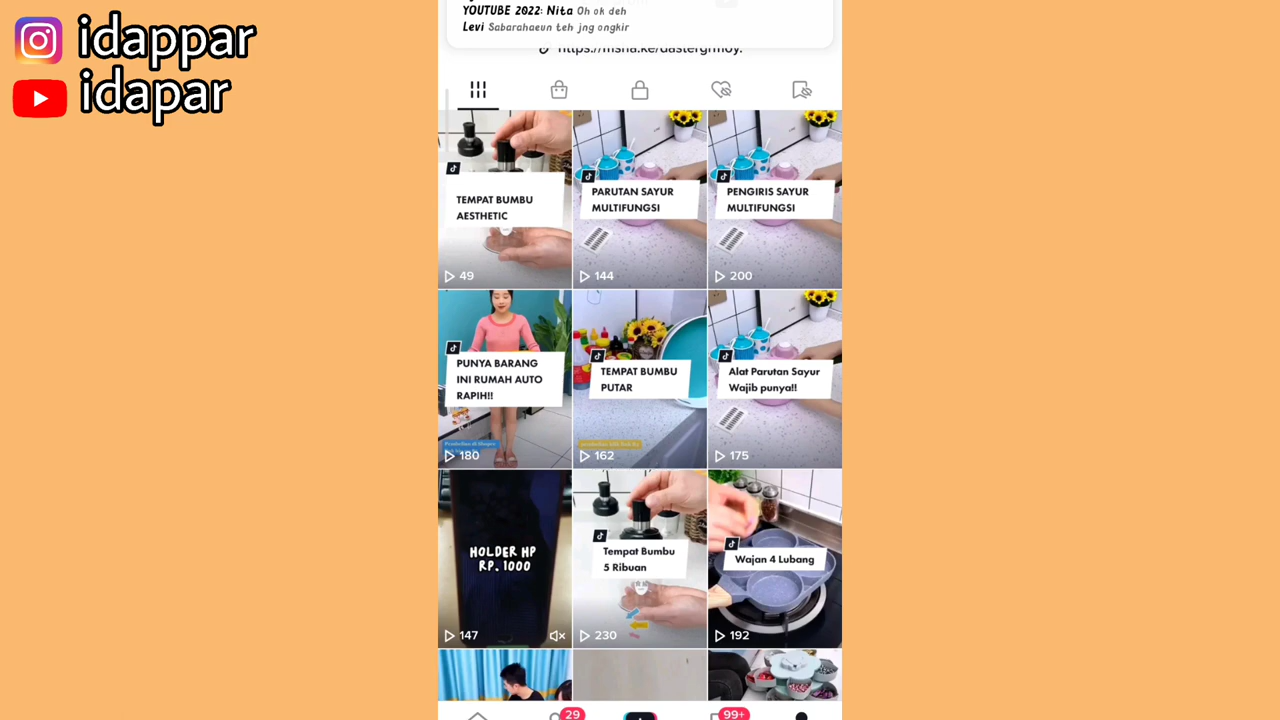 idappar
idapar
YOUTUBE 2022: Nita Oh ok deh
Levi Sabarahaeun teh jng ongkir
TEMPAT BUMBU
AESTHETIC
49
PARUTAN SAYUR
MULTIFUNGSI
144
PENGIRIS SAYUR
MULTIFUNGSI
200
PUNYA BARANG
INI RUMAH AUTO
RAPIH!!
180
TEMPAT BUMBU
PUTAR
162
Alat Parutan Sayur
Wajib punya!!
175
HOLDER HP
RP. 1000
147
Tempat Bumbu
5 Ribuan
230
Wajan 4 Lubang
192
29
99+